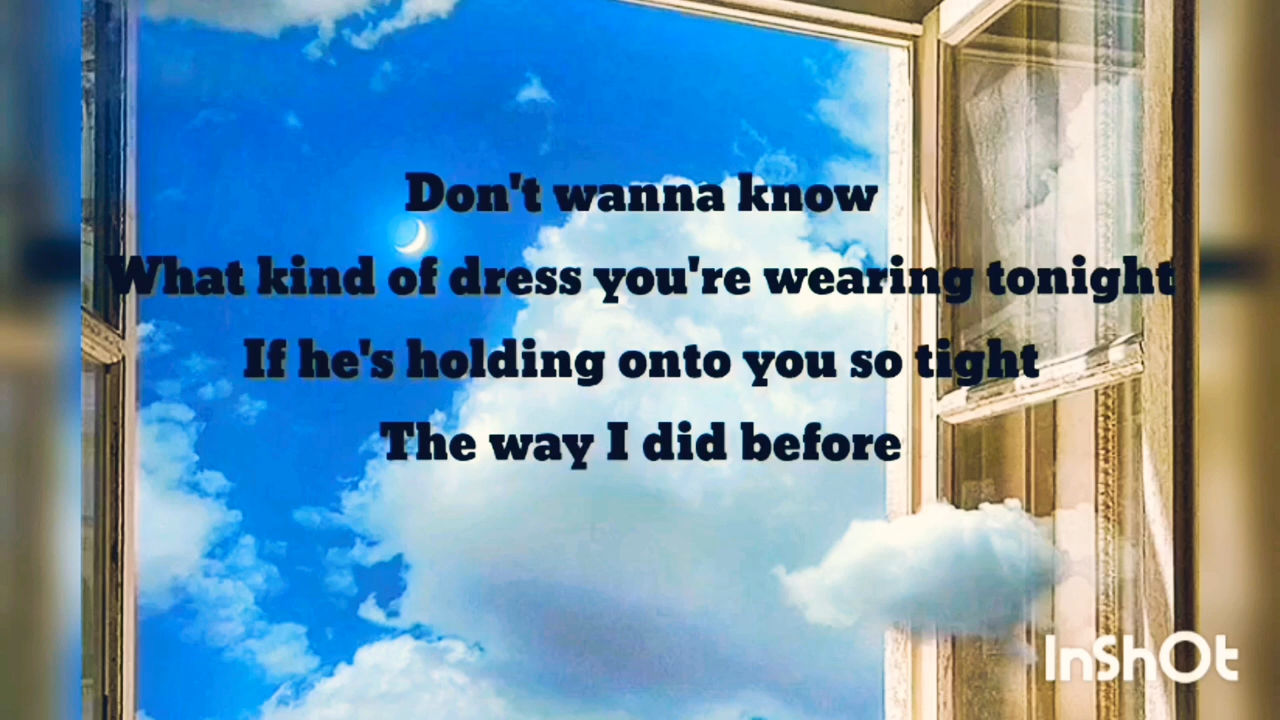 Don't wanna know
What kind of dress you're wearing tonight
If he's holding onto you so tight
The way I did before
InShOt